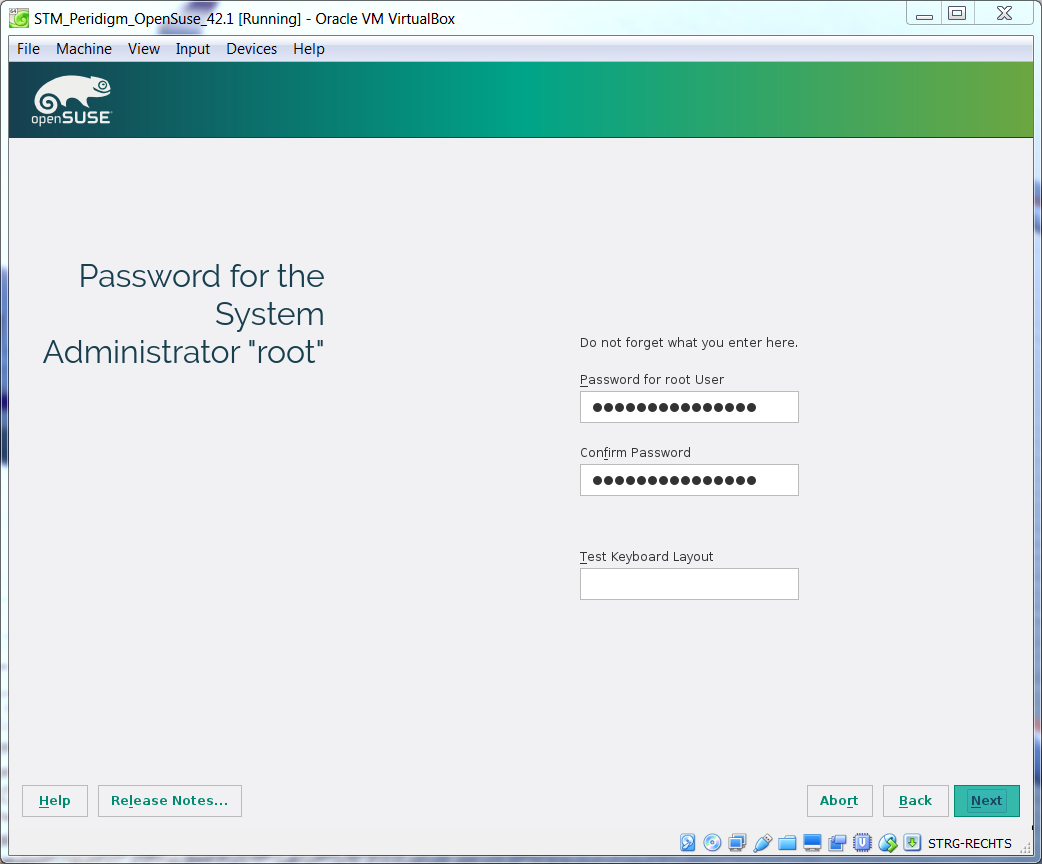 STM_Peridigm_OpenSuse_42.1 [Running] - Oracle VM VirtualBox
File Machine View Input Devices Help
openSUSE
Password for the
System
Administrator "root"
Do not forget what you enter here.
Password for root User
●●●●●●●●●●●●●●●
Confirm Password
●●●●●●●●●●●●●●●
Test Keyboard Layout
Help Release Notes... Abort Back Next
STRG-RECHTS